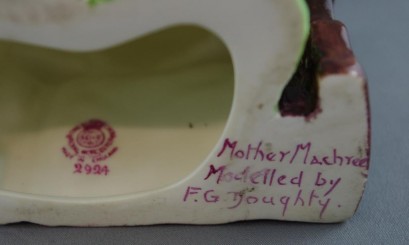 2924
Mother Machree
Modelled by
F.G. Doughty.